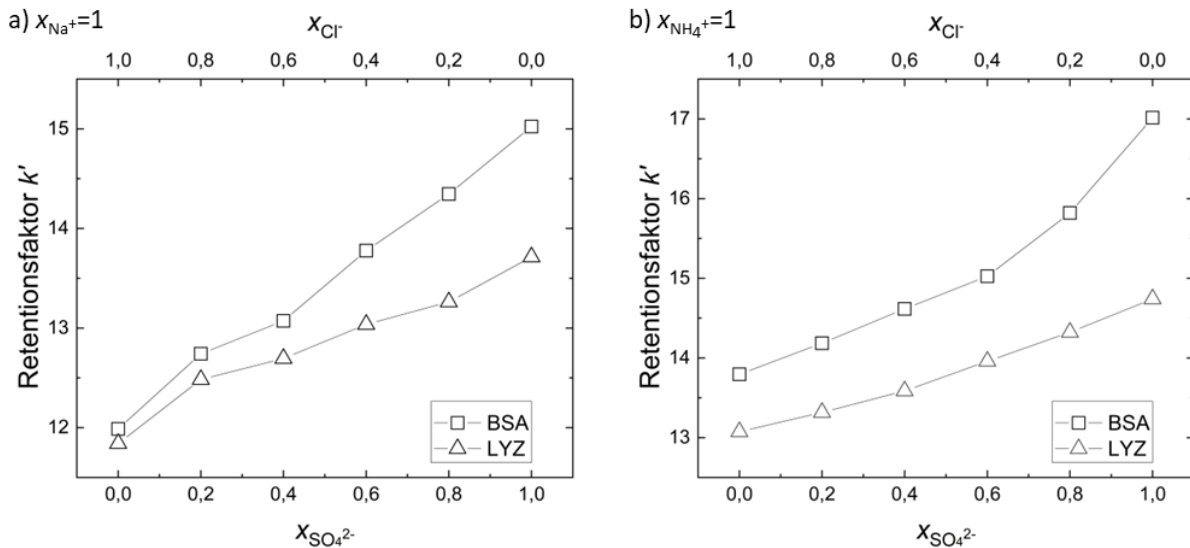 a) xNa⁺=1
xCl⁻
1,0 0,8 0,6 0,4 0,2 0,0
Retentionsfaktor k′
15
14
13
12
BSA
LYZ
0,0 0,2 0,4 0,6 0,8 1,0
xSO₄²⁻
b) xNH₄⁺=1
xCl⁻
1,0 0,8 0,6 0,4 0,2 0,0
Retentionsfaktor k′
17
16
15
14
13
BSA
LYZ
0,0 0,2 0,4 0,6 0,8 1,0
xSO₄²⁻